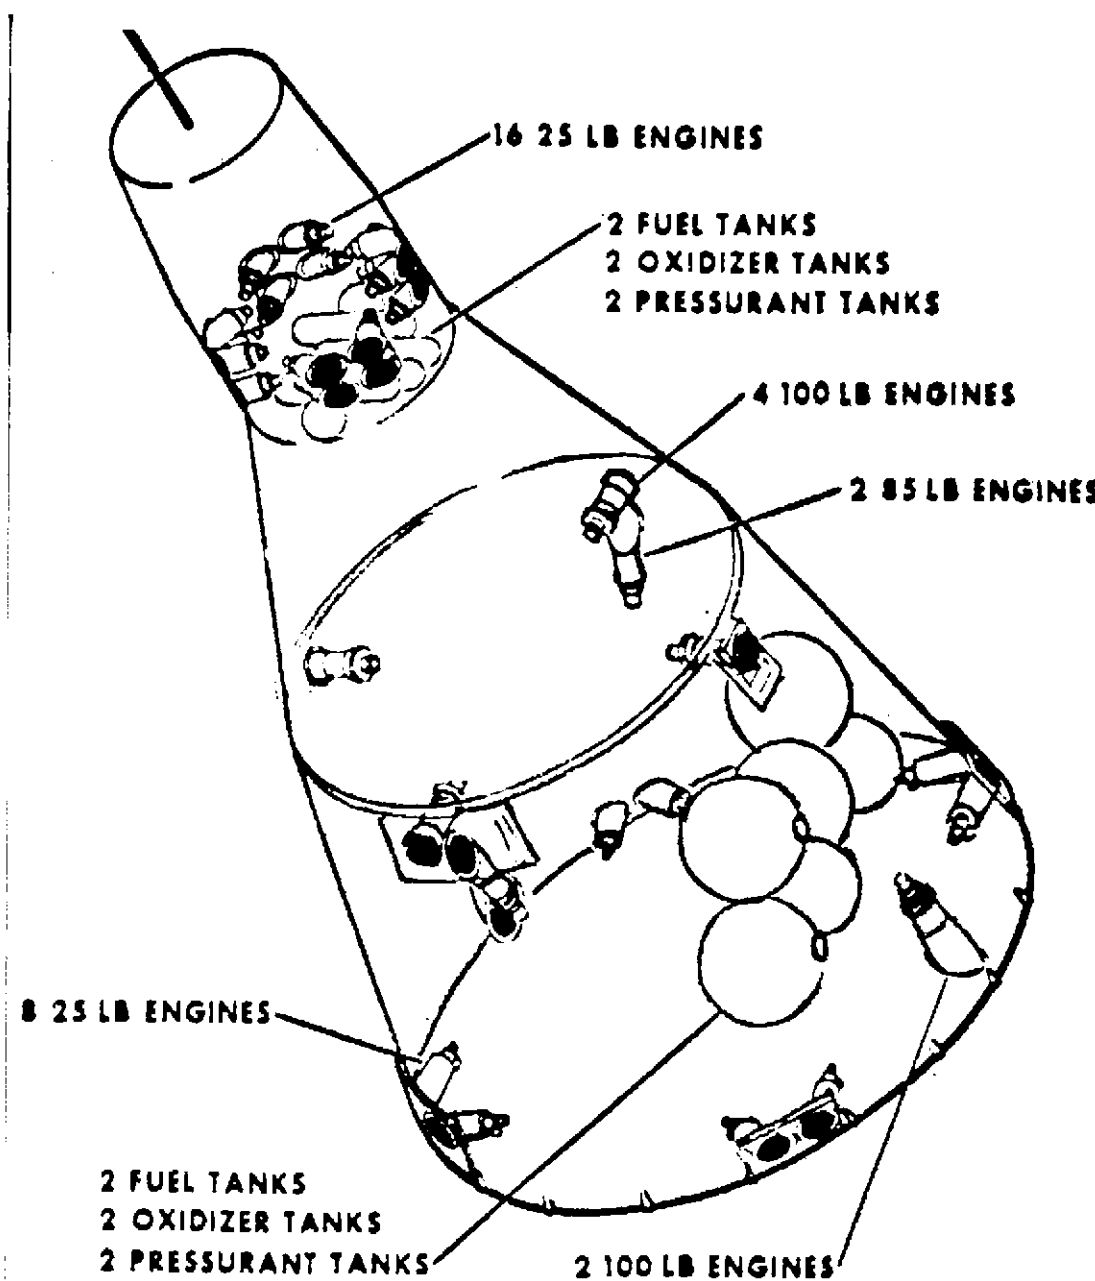 16 25 LB ENGINES
2 FUEL TANKS
2 OXIDIZER TANKS
2 PRESSURANT TANKS
4 100 LB ENGINES
2 85 LB ENGINES
8 25 LB ENGINES
2 FUEL TANKS
2 OXIDIZER TANKS
2 PRESSURANT TANKS
2 100 LB ENGINES